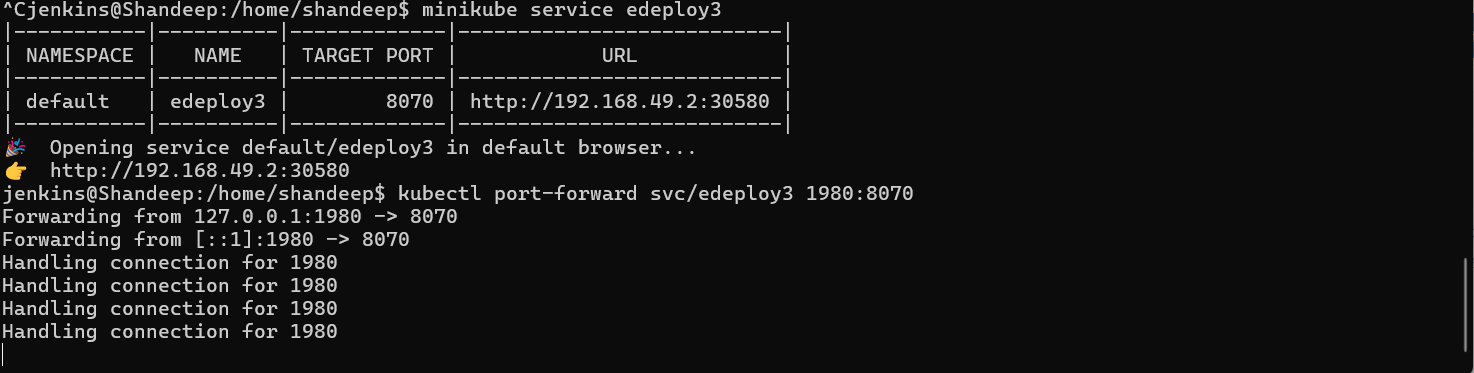 ^Cjenkins@Shandeep:/home/shandeep$ minikube service edeploy3
|-----------|----------|-------------|---------------------------|
| NAMESPACE |   NAME   | TARGET PORT |            URL            |
|-----------|----------|-------------|---------------------------|
| default   | edeploy3 |        8070 | http://192.168.49.2:30580 |
|-----------|----------|-------------|---------------------------|
🎉  Opening service default/edeploy3 in default browser...
👉  http://192.168.49.2:30580
jenkins@Shandeep:/home/shandeep$ kubectl port-forward svc/edeploy3 1980:8070
Forwarding from 127.0.0.1:1980 -> 8070
Forwarding from [::1]:1980 -> 8070
Handling connection for 1980
Handling connection for 1980
Handling connection for 1980
Handling connection for 1980